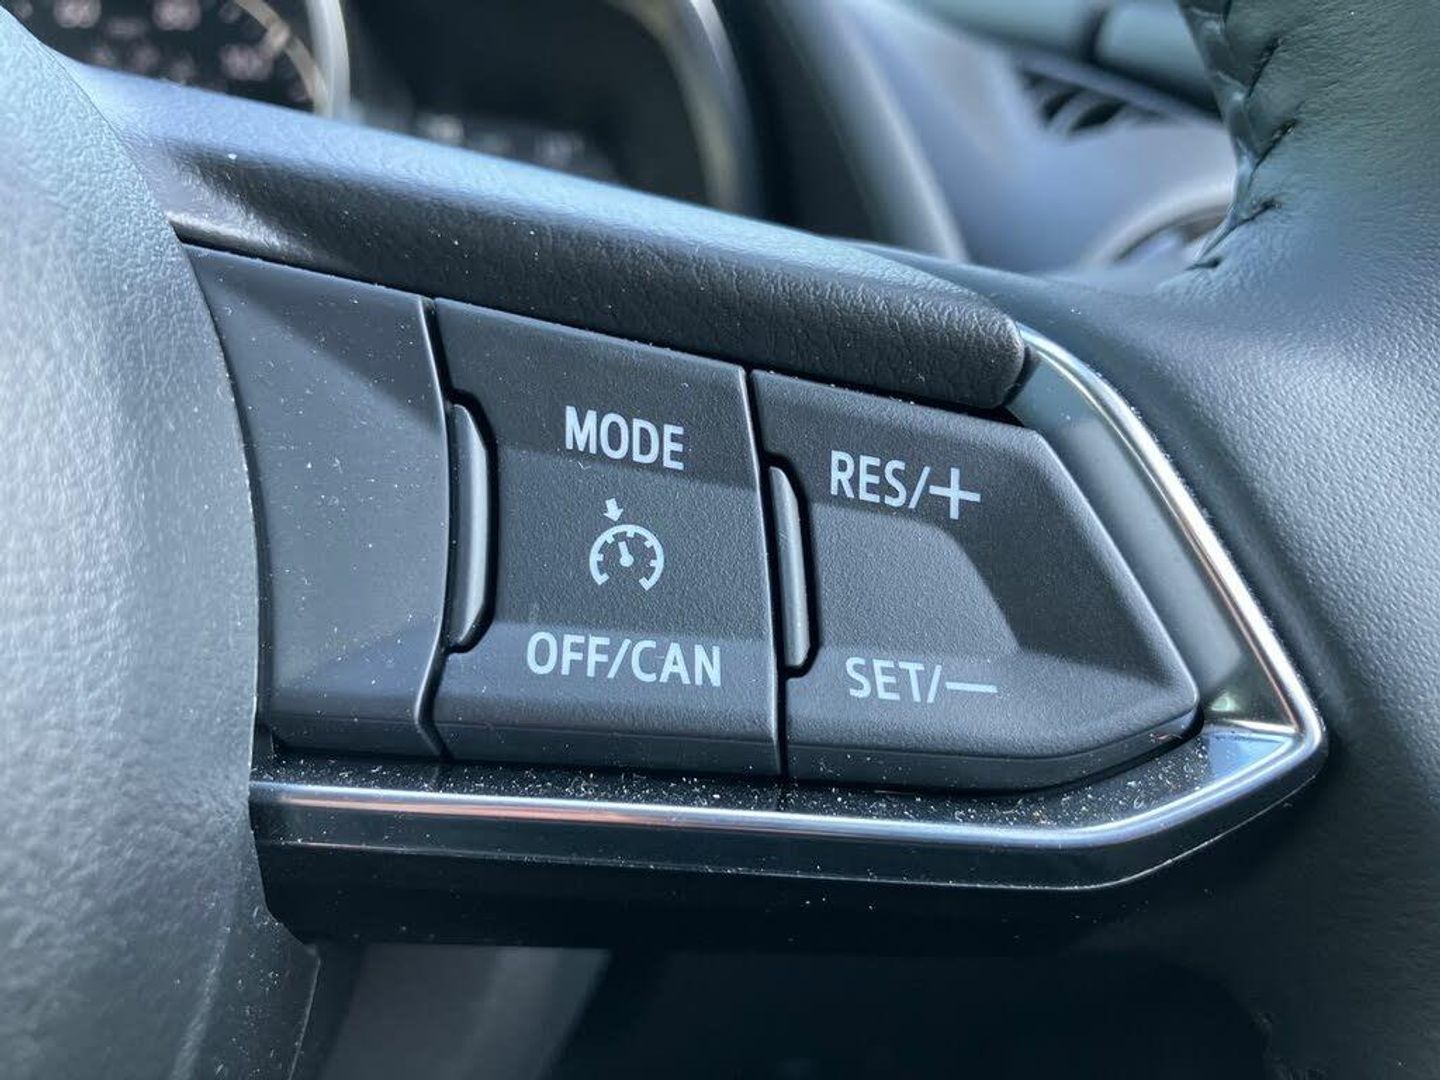 MODE
RES/+
OFF/CAN
SET/−